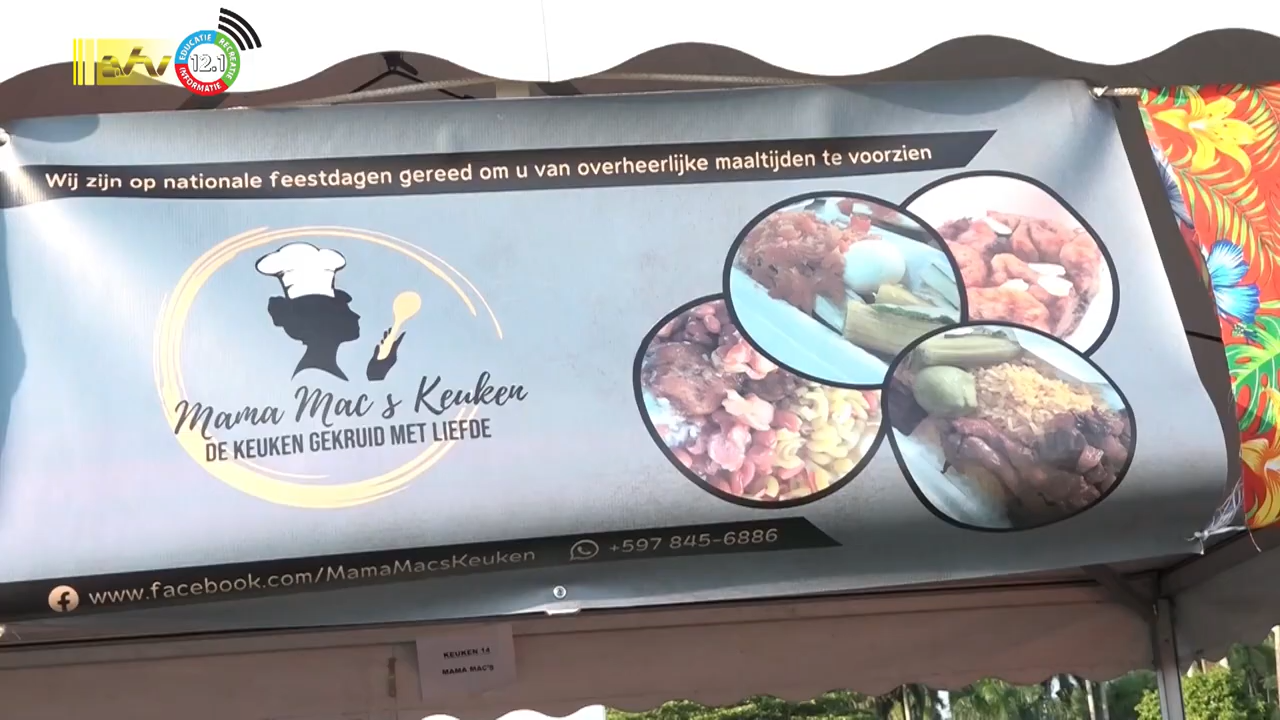 EDUCATIE
RECREATIE
INFORMATIE
12.1
Wij zijn op nationale feestdagen gereed om u van overheerlijke maaltijden te voorzien
Mama Mac s Keuken
DE KEUKEN GEKRUID MET LIEFDE
www.facebook.com/MamaMacsKeuken +597 845-6886
KEUKEN 14
MAMA MAC'S